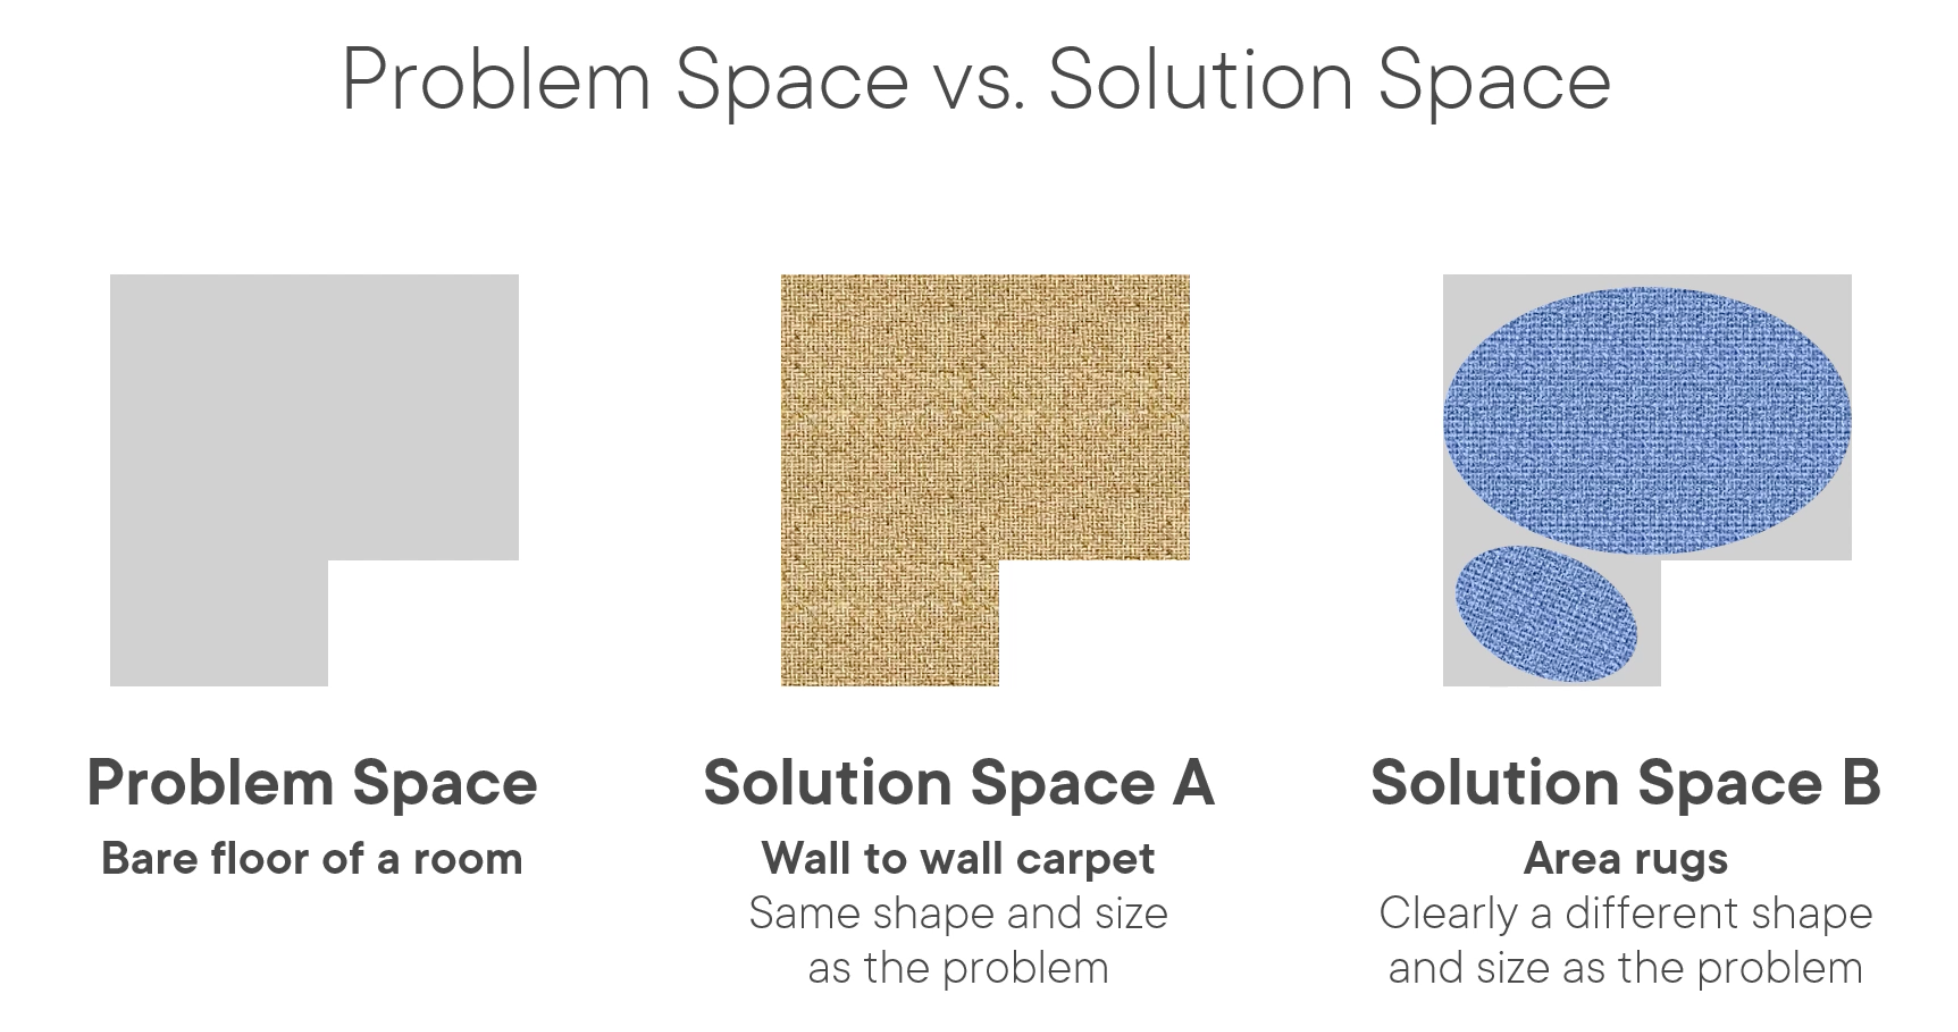 Problem Space vs. Solution Space
Problem Space
Bare floor of a room
Solution Space A
Wall to wall carpet
Same shape and size
as the problem
Solution Space B
Area rugs
Clearly a different shape
and size as the problem